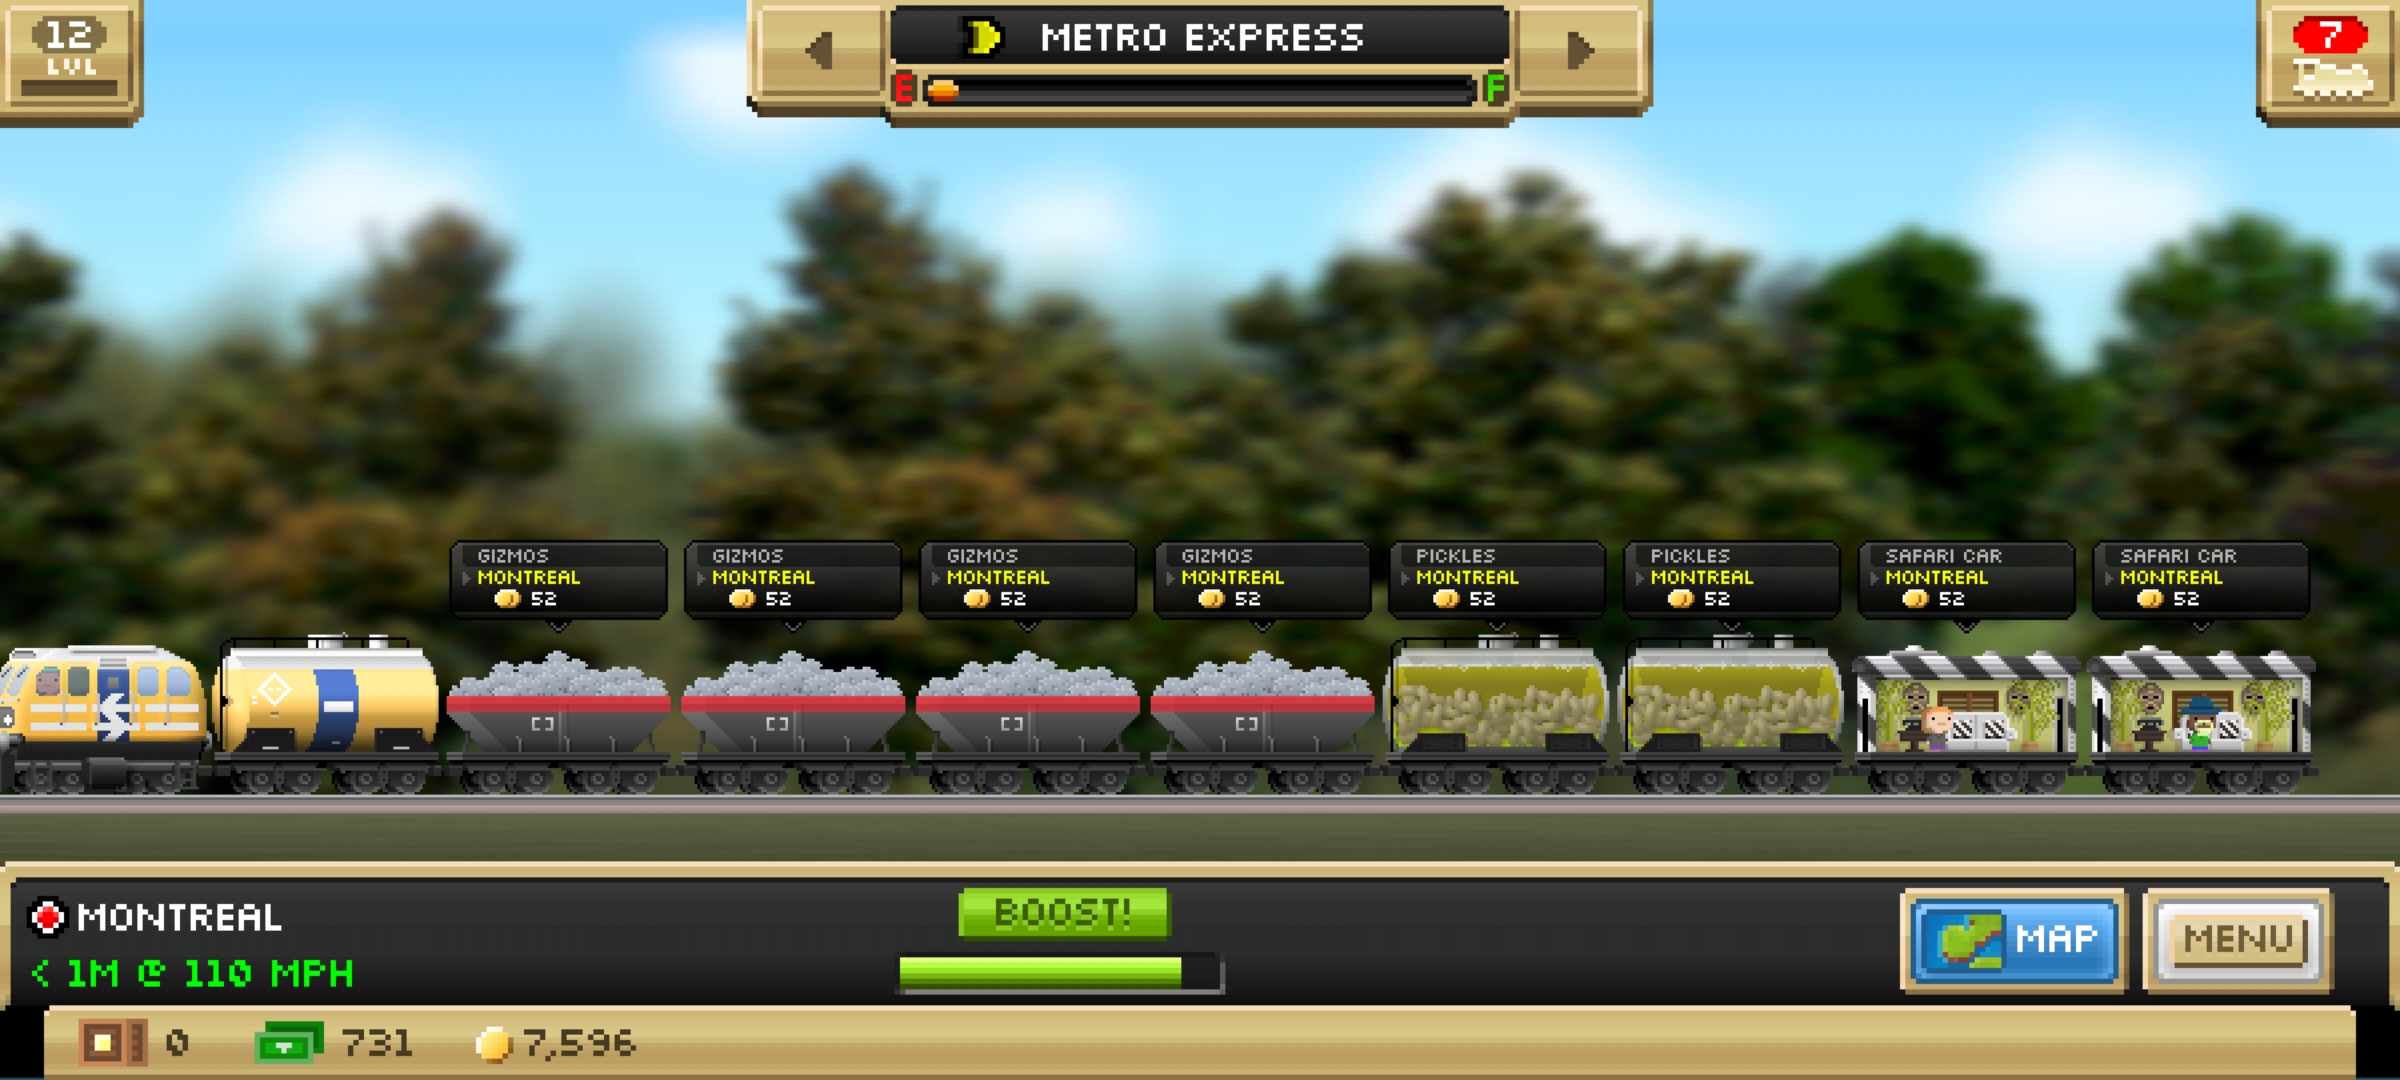 12
LVL
METRO EXPRESS
E F
7
GIZMOS
MONTREAL
52
GIZMOS
MONTREAL
52
GIZMOS
MONTREAL
52
GIZMOS
MONTREAL
52
PICKLES
MONTREAL
52
PICKLES
MONTREAL
52
SAFARI CAR
MONTREAL
52
SAFARI CAR
MONTREAL
52
MONTREAL
< 1M @ 110 MPH
BOOST!
MAP
MENU
0
731
7,596